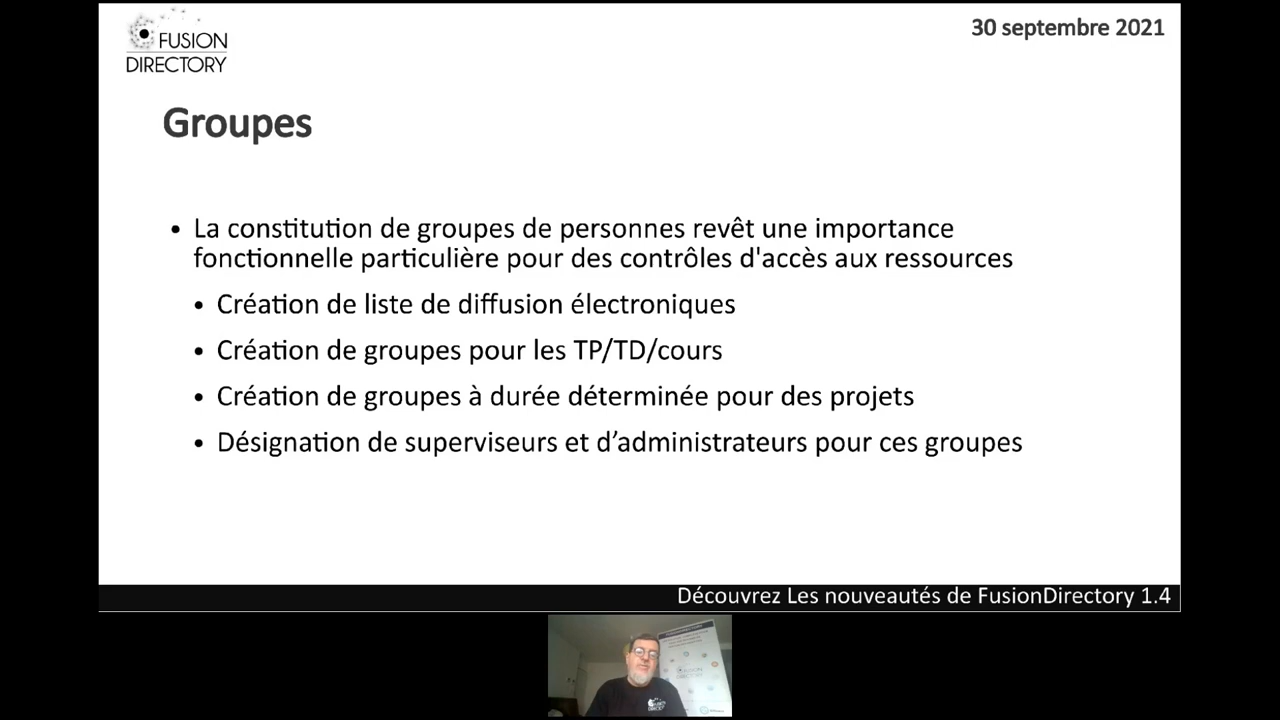 FUSION
DIRECTORY
30 septembre 2021
Groupes
• La constitution de groupes de personnes revêt une importance
fonctionnelle particulière pour des contrôles d'accès aux ressources
• Création de liste de diffusion électroniques
• Création de groupes pour les TP/TD/cours
• Création de groupes à durée déterminée pour des projets
• Désignation de superviseurs et d’administrateurs pour ces groupes
Découvrez Les nouveautés de FusionDirectory 1.4
FUSION
DIRECTORY